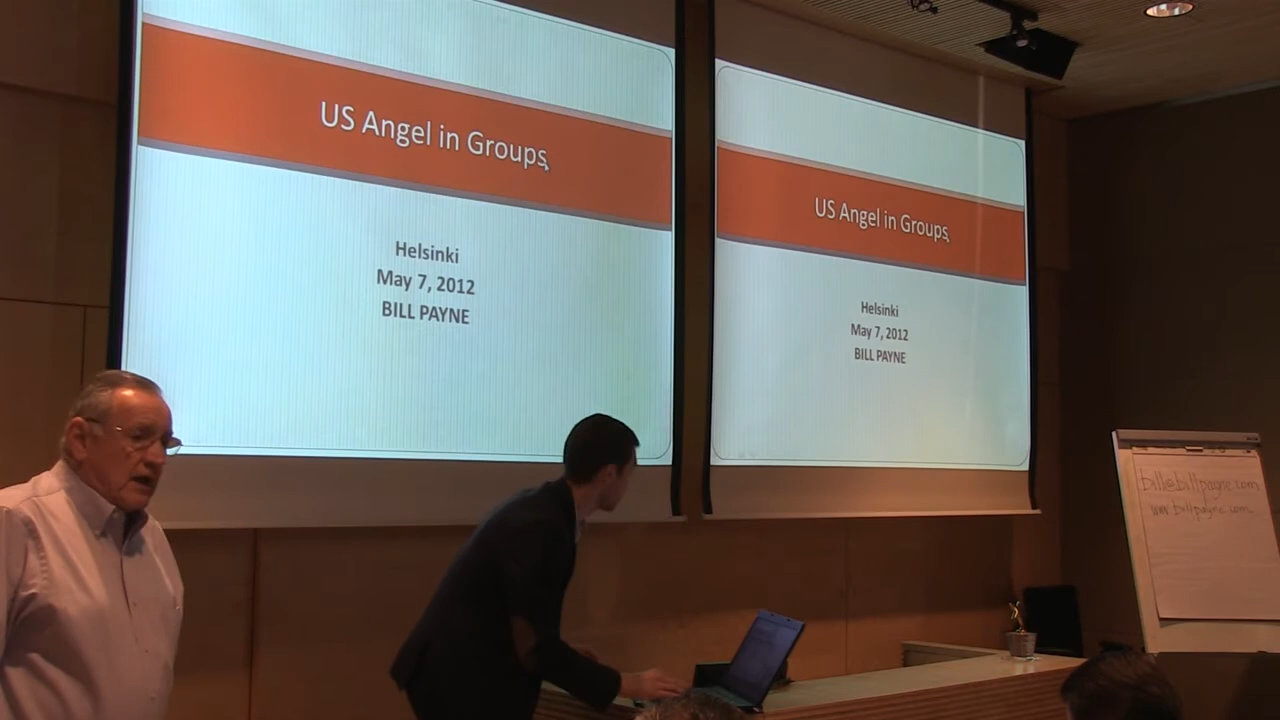 US Angel in Groups
Helsinki
May 7, 2012
BILL PAYNE
US Angel in Groups
Helsinki
May 7, 2012
BILL PAYNE
bill@billpayne.com
www.billpayne.com